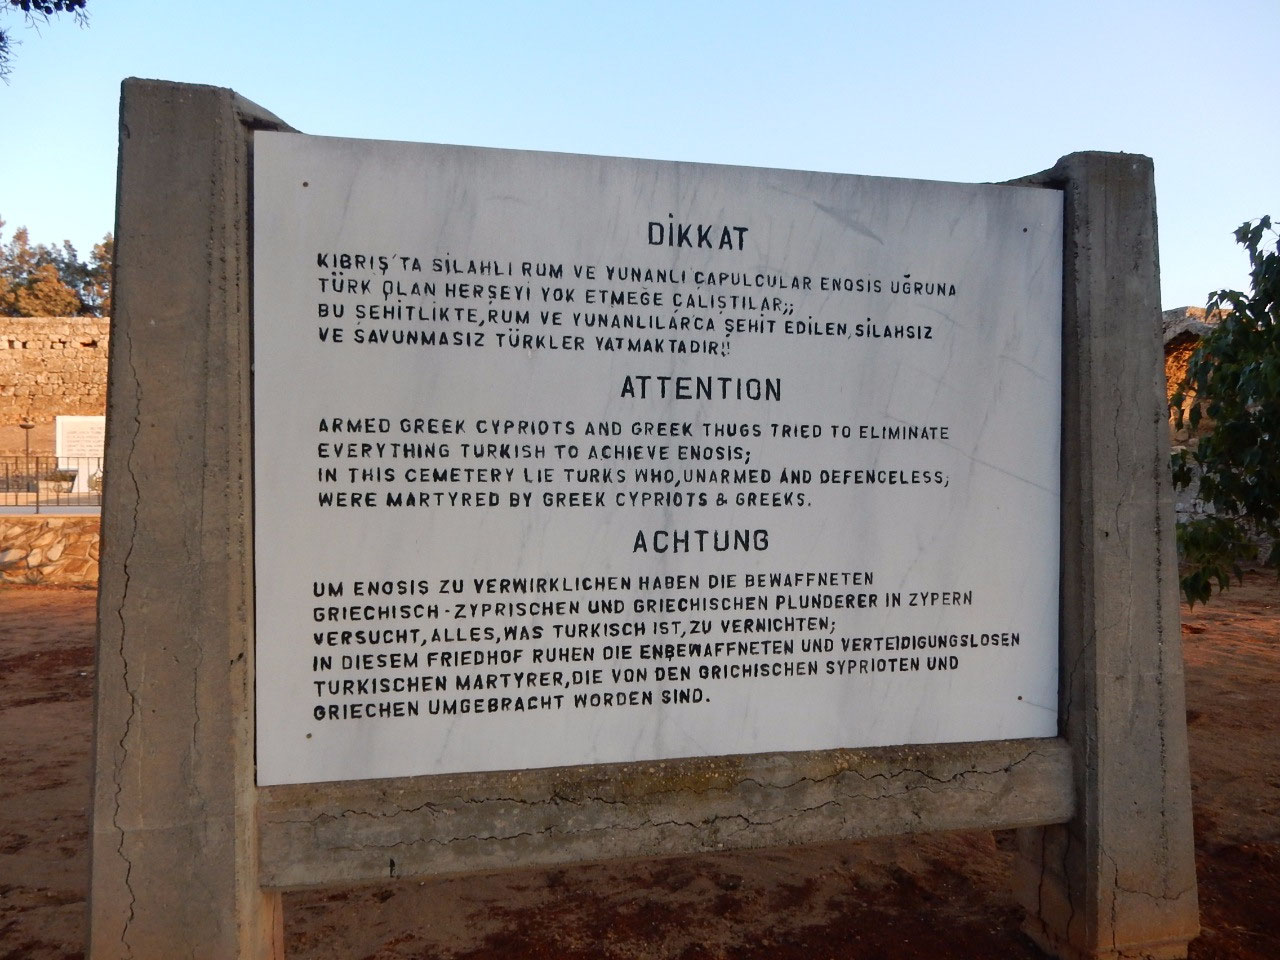 DİKKAT
KIBRIŞ'TA SİLAHLI RUM VE YUNANLI ÇAPULCULAR ENOSİS UĞRUNA
TÜRK OLAN HERŞEYİ YOK ETMEĞE ÇALIŞTILAR;;
BU ŞEHİTLİKTE, RUM VE YUNANLILARCA ŞEHİT EDİLEN, SİLAHSIZ
VE SAVUNMASIZ TÜRKLER YATMAKTADIR!!
ATTENTION
ARMED GREEK CYPRIOTS AND GREEK THUGS TRIED TO ELIMINATE
EVERYTHING TURKISH TO ACHIEVE ENOSIS;
IN THIS CEMETERY LIE TURKS WHO, UNARMED AND DEFENCELESS,
WERE MARTYRED BY GREEK CYPRIOTS & GREEKS.
ACHTUNG
UM ENOSIS ZU VERWIRKLICHEN HABEN DIE BEWAFFNETEN
GRIECHISCH-ZYPRISCHEN UND GRIECHISCHEN PLUNDERER IN ZYPERN
VERSUCHT, ALLES, WAS TURKISCH IST, ZU VERNICHTEN;
IN DIESEM FRIEDHOF RUHEN DIE ENBEWAFFNETEN UND VERTEIDIGUNGSLOSEN
TURKISCHEN MARTYRER, DIE VON DEN GRICHISCHEN SYPRIOTEN UND
GRIECHEN UMGEBRACHT WORDEN SIND.